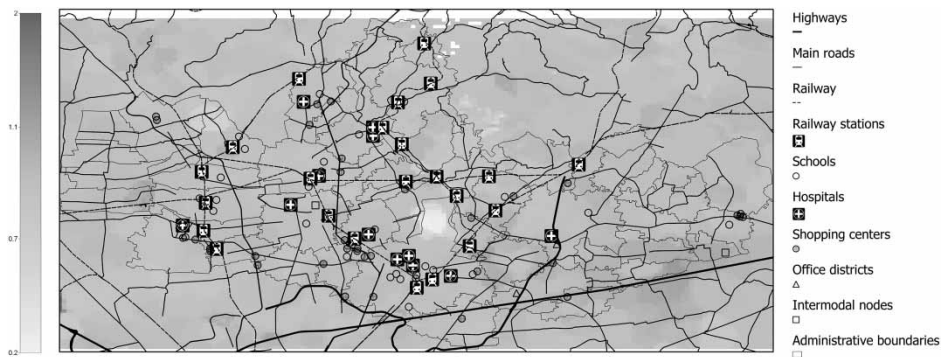 2
1.1
0.7
0.2
Highways
Main roads
Railway
Railway stations
Schools
Hospitals
Shopping centers
Office districts
Intermodal nodes
Administrative boundaries